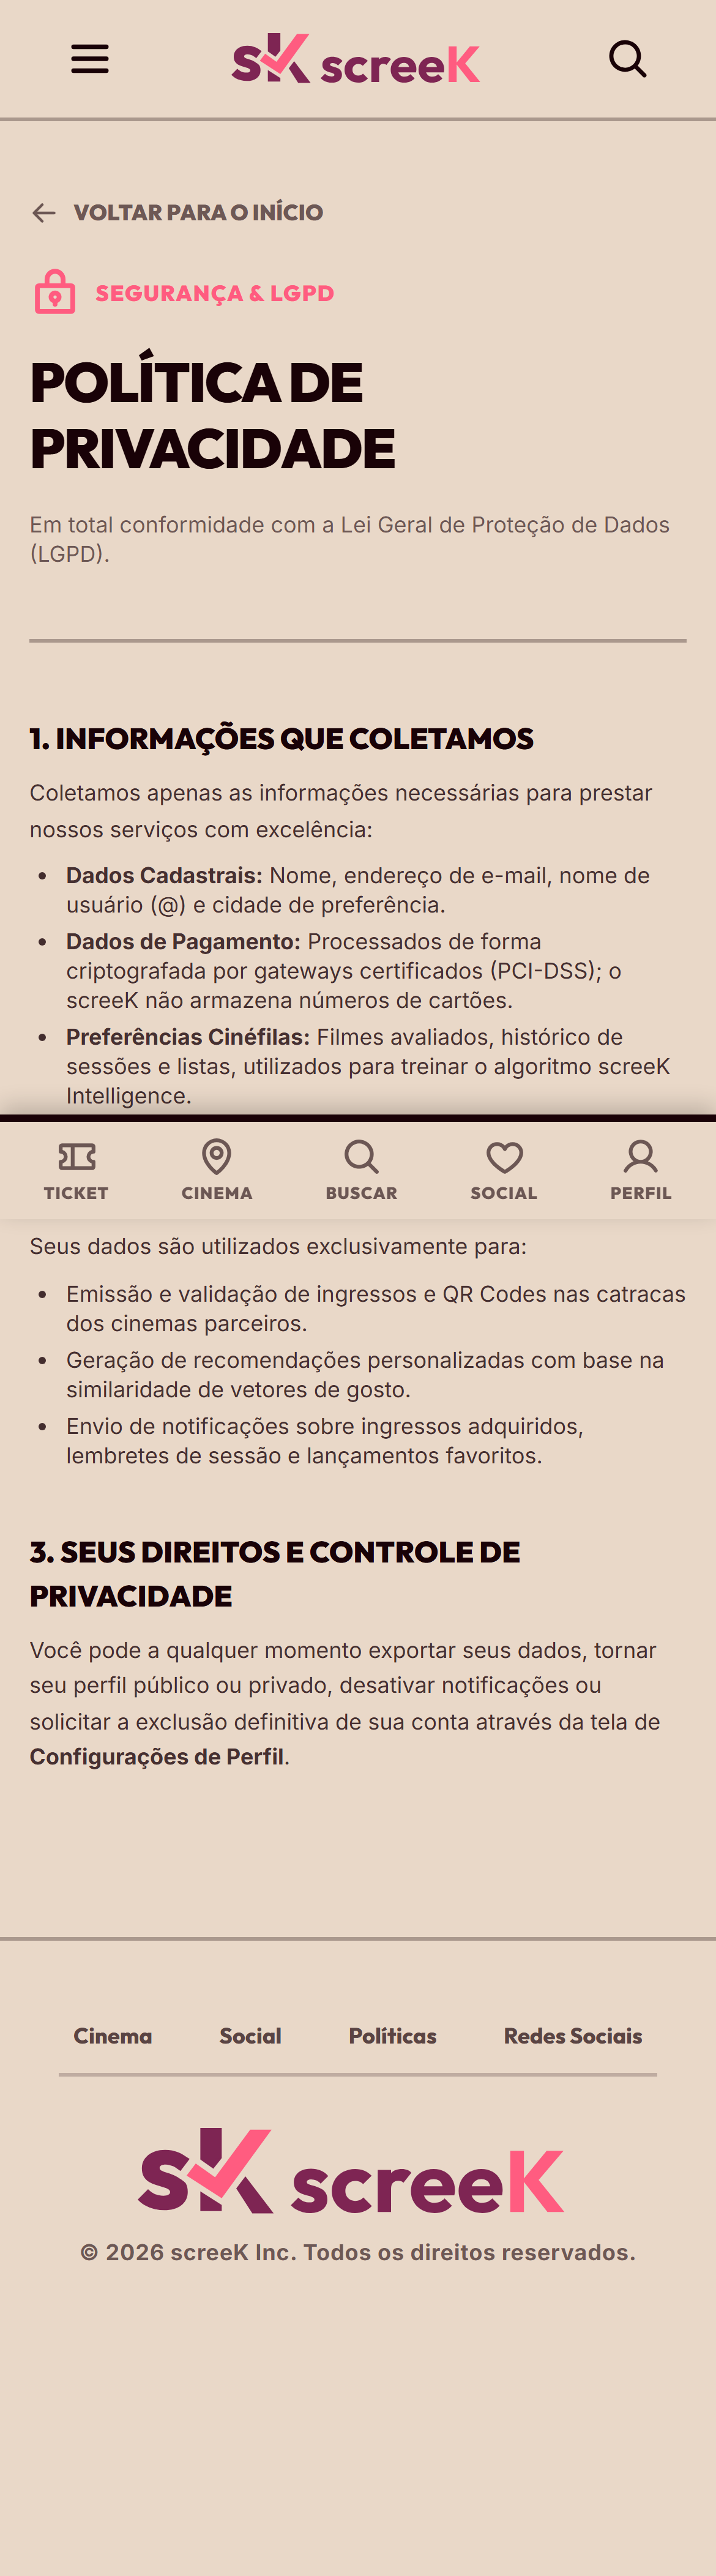 sK screeK
VOLTAR PARA O INÍCIO
SEGURANÇA & LGPD
POLÍTICA DE
PRIVACIDADE
Em total conformidade com a Lei Geral de Proteção de Dados
(LGPD).
1. INFORMAÇÕES QUE COLETAMOS
Coletamos apenas as informações necessárias para prestar
nossos serviços com excelência:
• Dados Cadastrais: Nome, endereço de e-mail, nome de
usuário (@) e cidade de preferência.
• Dados de Pagamento: Processados de forma
criptografada por gateways certificados (PCI-DSS); o
screeK não armazena números de cartões.
• Preferências Cinéfilas: Filmes avaliados, histórico de
sessões e listas, utilizados para treinar o algoritmo screeK
Intelligence.
TICKET CINEMA BUSCAR SOCIAL PERFIL
Seus dados são utilizados exclusivamente para:
• Emissão e validação de ingressos e QR Codes nas catracas
dos cinemas parceiros.
• Geração de recomendações personalizadas com base na
similaridade de vetores de gosto.
• Envio de notificações sobre ingressos adquiridos,
lembretes de sessão e lançamentos favoritos.
3. SEUS DIREITOS E CONTROLE DE
PRIVACIDADE
Você pode a qualquer momento exportar seus dados, tornar
seu perfil público ou privado, desativar notificações ou
solicitar a exclusão definitiva de sua conta através da tela de
Configurações de Perfil.
Cinema Social Políticas Redes Sociais
sK screeK
© 2026 screeK Inc. Todos os direitos reservados.